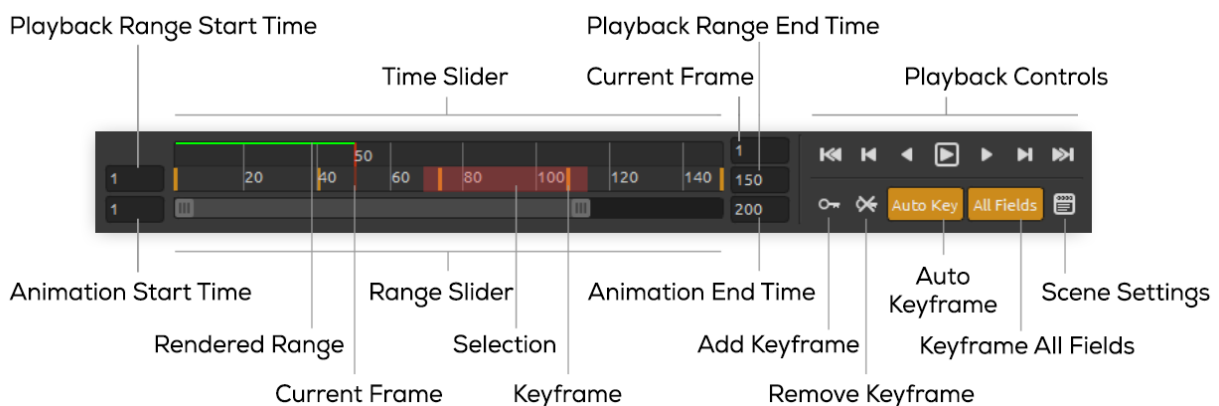 Playback Range Start Time
Playback Range End Time
Time Slider
Current Frame
Playback Controls
50
1
1
20
40
60
80
100
120
140
150
1
200
Auto Key
All Fields
Animation Start Time
Range Slider
Animation End Time
Auto
Keyframe
Scene Settings
Rendered Range
Selection
Add Keyframe
Keyframe All Fields
Current Frame
Keyframe
Remove Keyframe